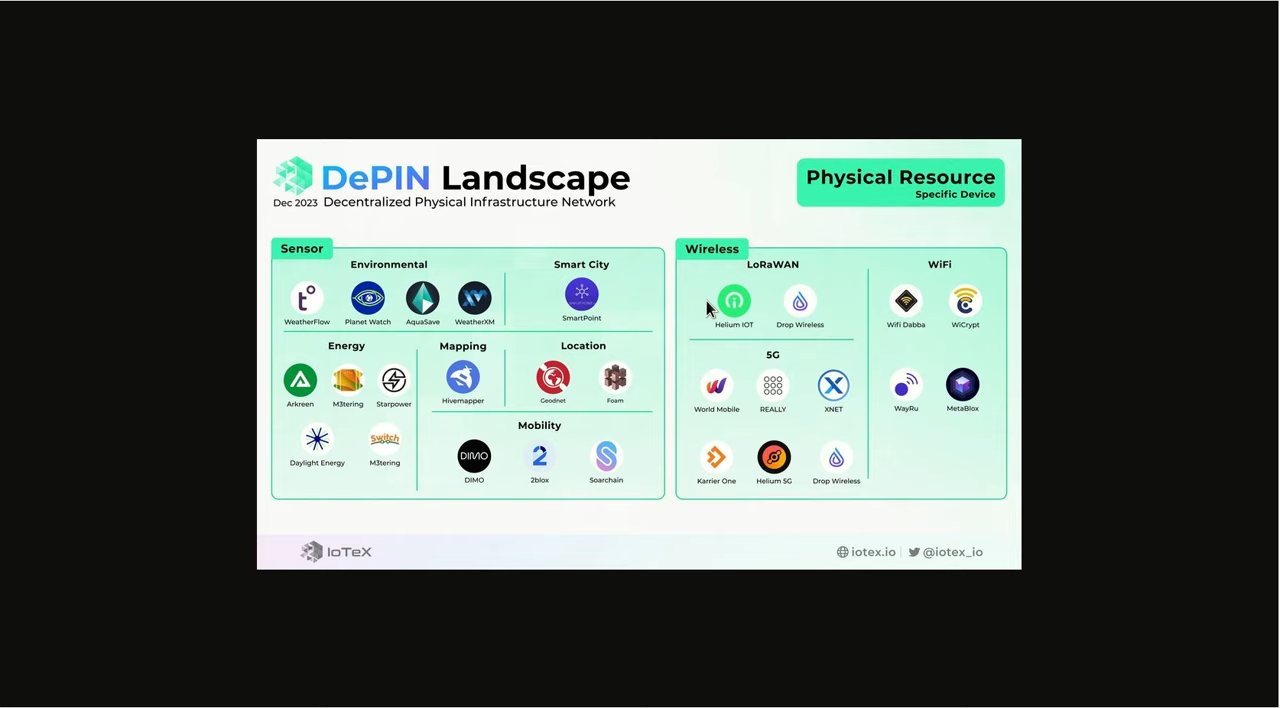 DePIN Landscape
Dec 2023 Decentralized Physical Infrastructure Network
Physical Resource
Specific Device
Sensor
Environmental
WeatherFlow
Planet Watch
AquaSave
WeatherXM
Smart City
SmartPoint
Energy
Arkreen
M3tering
Starpower
Daylight Energy
Switch
M3tering
Mapping
Hivemapper
Location
Geodnet
Foam
Mobility
DIMO
DIMO
2blox
Soarchain
Wireless
LoRaWAN
Helium IOT
Drop Wireless
5G
World Mobile
REALLY
XNET
Karrier One
Helium 5G
Drop Wireless
WiFi
Wifi Dabba
WiCrypt
WayRu
MetaBlox
IoTeX
iotex.io | @iotex_io